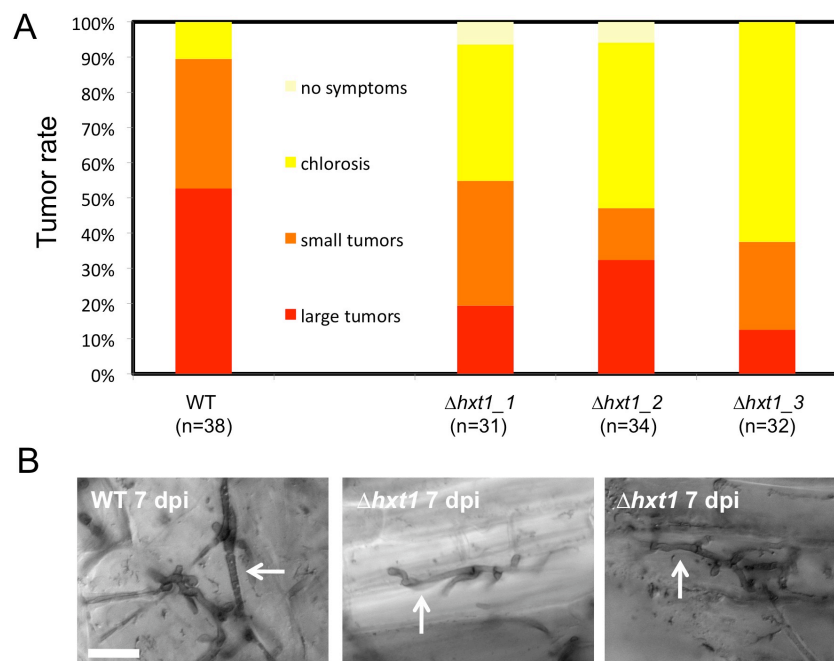 A
100%
90%
80%
70%
60%
50%
40%
30%
20%
10%
0%
Tumor rate
no symptoms
chlorosis
small tumors
large tumors
WT
(n=38)
Δhxt1_1
(n=31)
Δhxt1_2
(n=34)
Δhxt1_3
(n=32)
B
WT 7 dpi
Δhxt1 7 dpi
Δhxt1 7 dpi